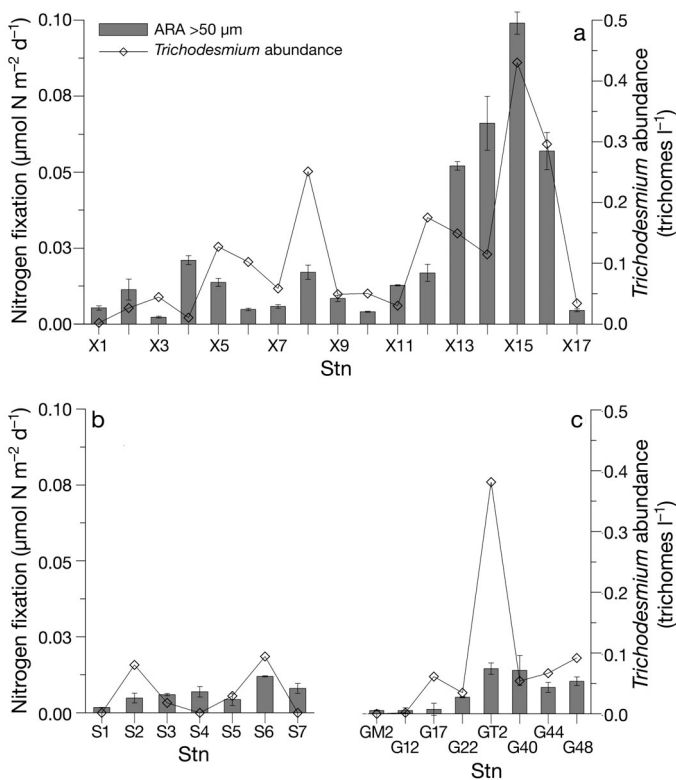 0.10
0.08
0.05
0.03
0.00
Nitrogen fixation (µmol N m⁻² d⁻¹)
ARA >50 µm
Trichodesmium abundance
a
0.5
0.4
0.3
0.2
0.1
0.0
Trichodesmium abundance
(trichomes l⁻¹)
X1 X3 X5 X7 X9 X11 X13 X15 X17
Stn
b
0.10
0.08
0.05
0.03
0.00
Nitrogen fixation (µmol N m⁻² d⁻¹)
S1 S2 S3 S4 S5 S6 S7
Stn
c
0.5
0.4
0.3
0.2
0.1
0.0
Trichodesmium abundance
(trichomes l⁻¹)
GM2 G17 GT2 G44
G12 G22 G40 G48
Stn